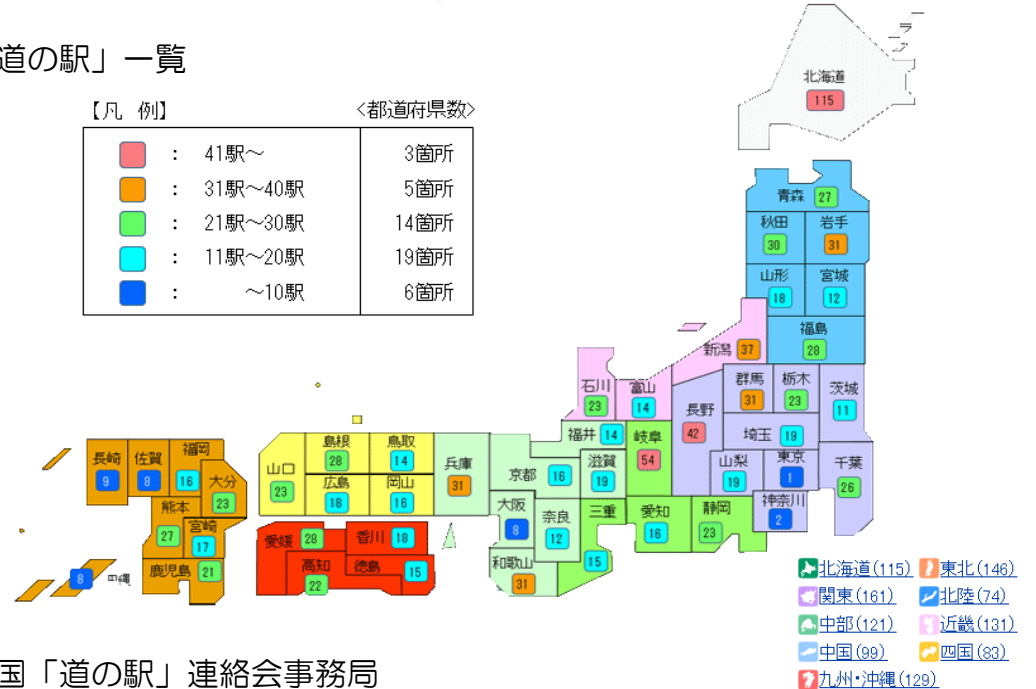 道の駅」一覧
【凡 例】 <都道府県数>
: 41駅～ 3箇所
: 31駅～40駅 5箇所
: 21駅～30駅 14箇所
: 11駅～20駅 19箇所
: ～10駅 6箇所
北海道
115
青森 27
秋田 岩手
30 31
山形 宮城
18 12
福島
28
新潟 37
群馬 栃木 茨城
31 23 11
石川 富山
23 14
長野
42
埼玉 19
福井 14 岐阜
54
山梨 東京 千葉
19 1 26
神奈川
2
長崎 佐賀 福岡
9 8 16
大分
23
熊本
27
宮崎
17
鹿児島 21
8 沖縄
山口
23
島根 鳥取
28 14
広島 岡山
18 16
兵庫
31
京都 16
滋賀
19
大阪
8
奈良
12
三重
15
愛知
16
静岡
23
和歌山
31
愛媛 28 香川 18
高知 徳島 15
22
北海道(115) 東北(146)
関東(161) 北陸(74)
中部(121) 近畿(131)
中国(99) 四国(83)
九州・沖縄(129)
国「道の駅」連絡会事務局